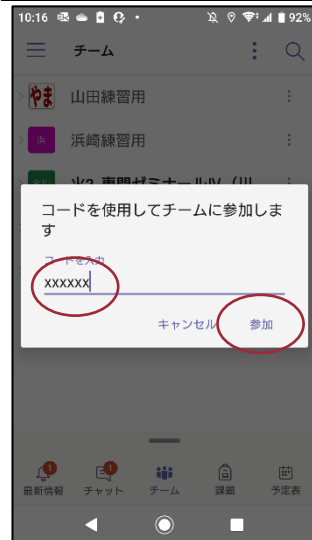 10:16 92%
チーム
やま 山田練習用
浜 浜崎練習用
コードを使用してチームに参加しま
す
コードを入力
xxxxxx
キャンセル 参加
1 1
最新情報 チャット チーム 課題 予定表